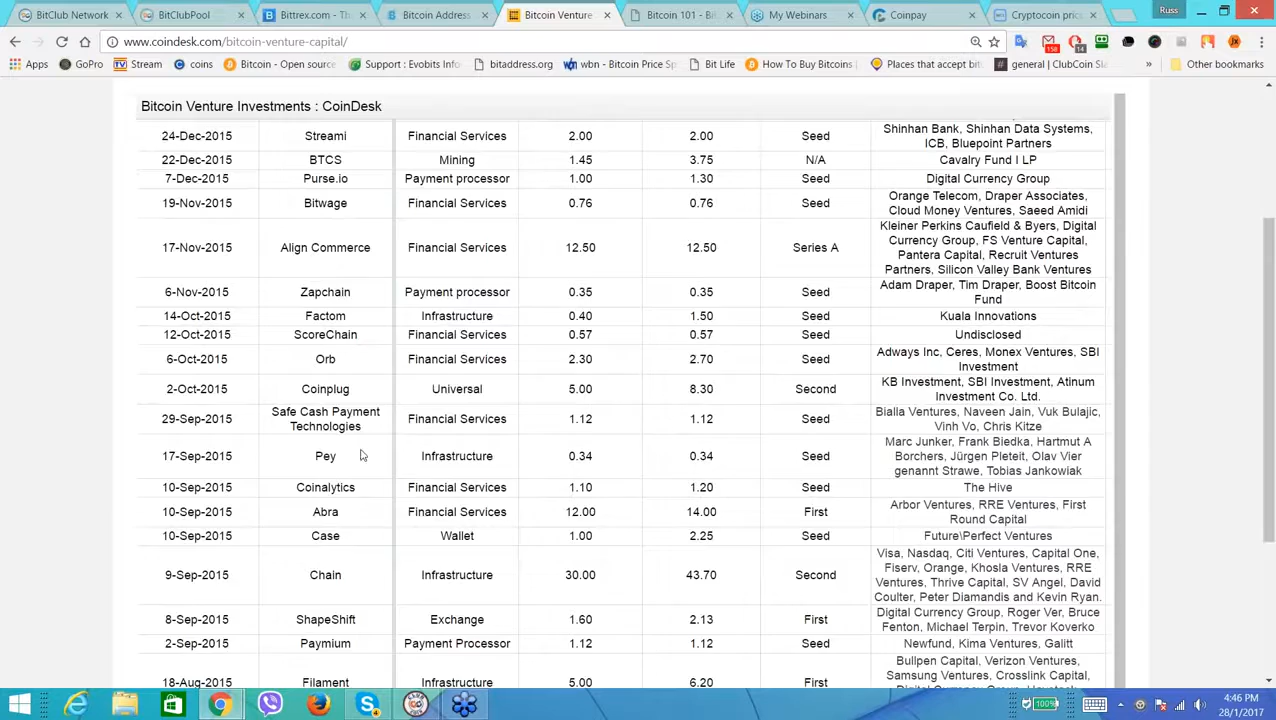 BitClub Network
BitClubPool
Bittrex.com - Th
Bitcoin Address
Bitcoin Venture
Bitcoin 101 - Bi
My Webinars
Coinpay
Cryptocoin pric
Russ
www.coindesk.com/bitcoin-venture-capital/
Apps
GoPro
Stream
coins
Bitcoin - Open sourc
Support : Evobits Info
bitaddress.org
wbn - Bitcoin Price Sp
Bit Life
How To Buy Bitcoins
Places that accept bit
general | ClubCoin Sla
»
Other bookmarks
Bitcoin Venture Investments : CoinDesk
24-Dec-2015 Streami Financial Services 2.00 2.00 Seed Shinhan Bank, Shinhan Data Systems,
ICB, Bluepoint Partners
22-Dec-2015 BTCS Mining 1.45 3.75 N/A Cavalry Fund I LP
7-Dec-2015 Purse.io Payment processor 1.00 1.30 Seed Digital Currency Group
19-Nov-2015 Bitwage Financial Services 0.76 0.76 Seed Orange Telecom, Draper Associates,
Cloud Money Ventures, Saeed Amidi
17-Nov-2015 Align Commerce Financial Services 12.50 12.50 Series A Kleiner Perkins Caufield & Byers, Digital
Currency Group, FS Venture Capital,
Pantera Capital, Recruit Ventures
Partners, Silicon Valley Bank Ventures
6-Nov-2015 Zapchain Payment processor 0.35 0.35 Seed Adam Draper, Tim Draper, Boost Bitcoin
Fund
14-Oct-2015 Factom Infrastructure 0.40 1.50 Seed Kuala Innovations
12-Oct-2015 ScoreChain Financial Services 0.57 0.57 Seed Undisclosed
6-Oct-2015 Orb Financial Services 2.30 2.70 Seed Adways Inc, Ceres, Monex Ventures, SBI
Investment
2-Oct-2015 Coinplug Universal 5.00 8.30 Second KB Investment, SBI Investment, Atinum
Investment Co. Ltd.
29-Sep-2015 Safe Cash Payment
Technologies Financial Services 1.12 1.12 Seed Bialla Ventures, Naveen Jain, Vuk Bulajic,
Vinh Vo, Chris Kitze
17-Sep-2015 Pey Infrastructure 0.34 0.34 Seed Marc Junker, Frank Biedka, Hartmut A
Borchers, Jürgen Pleteit, Olav Vier
genannt Strawe, Tobias Jankowiak
10-Sep-2015 Coinalytics Financial Services 1.10 1.20 Seed The Hive
10-Sep-2015 Abra Financial Services 12.00 14.00 First Arbor Ventures, RRE Ventures, First
Round Capital
10-Sep-2015 Case Wallet 1.00 2.25 Seed Future\Perfect Ventures
9-Sep-2015 Chain Infrastructure 30.00 43.70 Second Visa, Nasdaq, Citi Ventures, Capital One,
Fiserv, Orange, Khosla Ventures, RRE
Ventures, Thrive Capital, SV Angel, David
Coulter, Peter Diamandis and Kevin Ryan.
8-Sep-2015 ShapeShift Exchange 1.60 2.13 First Digital Currency Group, Roger Ver, Bruce
Fenton, Michael Terpin, Trevor Koverko
2-Sep-2015 Paymium Payment Processor 1.12 1.12 Seed Newfund, Kima Ventures, Galitt
18-Aug-2015 Filament Infrastructure 5.00 6.20 First Bullpen Capital, Verizon Ventures,
Samsung Ventures, Crosslink Capital,
100%
4:46 PM
28/1/2017